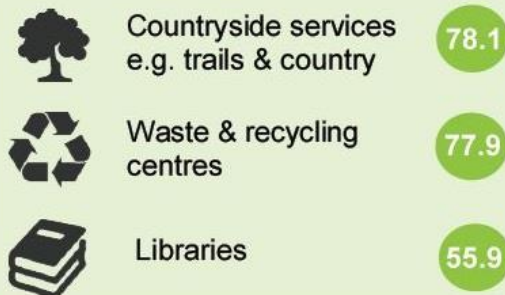 Countryside services
e.g. trails & country
78.1
Waste & recycling
centres
77.9
Libraries
55.9